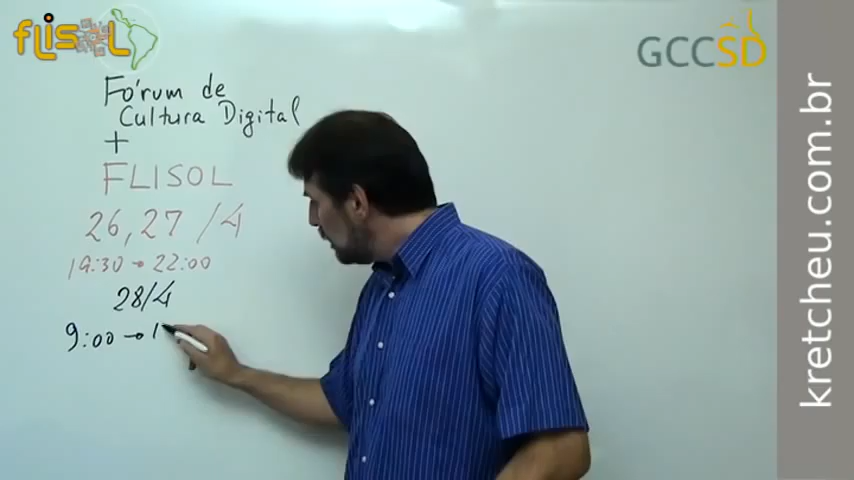 flisol
GCCSD
Fórum de
Cultura Digital
+
FLISOL
26, 27 /4
19:30 → 22:00
28/4
9:00 → 1
kretcheu.com.br